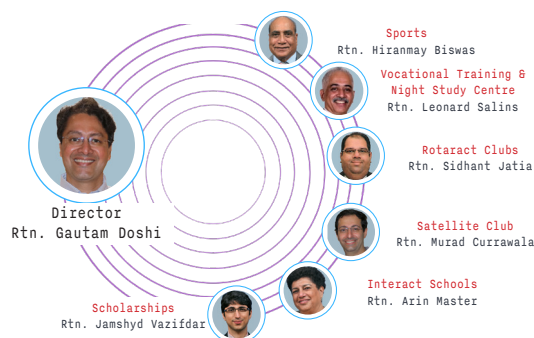 Sports
Rtn. Hiranmay Biswas
Vocational Training &
Night Study Centre
Rtn. Leonard Salins
Rotaract Clubs
Rtn. Sidhant Jatia
Director
Rtn. Gautam Doshi
Satellite Club
Rtn. Murad Currawala
Interact Schools
Rtn. Arin Master
Scholarships
Rtn. Jamshyd Vazifdar